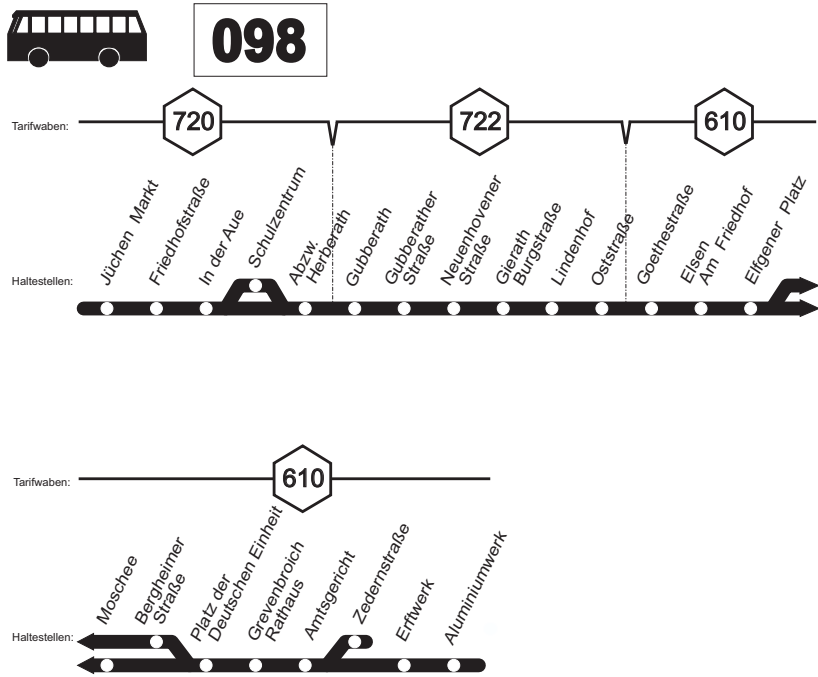 098
Tarifwaben:
720
722
610
Haltestellen:
Jüchen Markt
Friedhofstraße
In der Aue
Schulzentrum
Abzw.
Herberath
Gubberath
Gubberather
Straße
Neuenhovener
Straße
Gierath
Burgstraße
Lindenhof
Oststraße
Goethestraße
Elsen
Am Friedhof
Elfgener Platz
Tarifwaben:
610
Haltestellen:
Moschee
Bergheimer
Straße
Platz der
Deutschen Einheit
Grevenbroich
Rathaus
Amtsgericht
Zedernstraße
Erftwerk
Aluminiumwerk